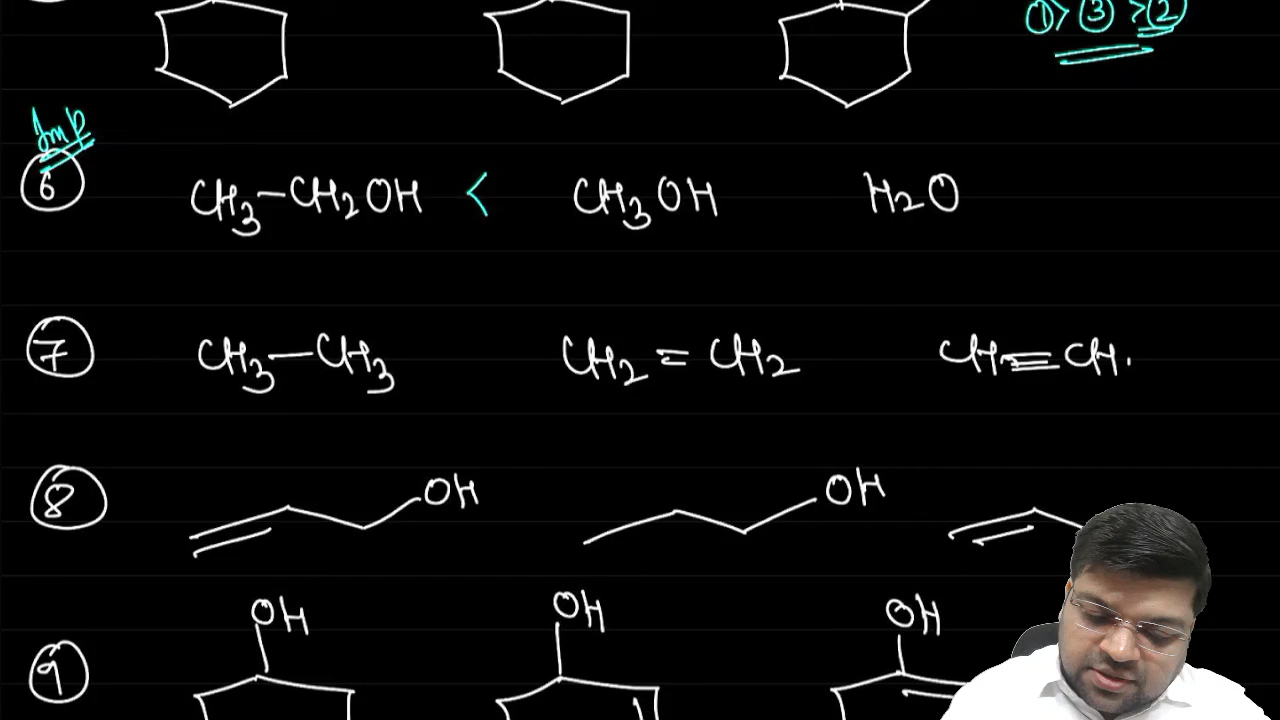 ① > ③ > ②
Imp
⑥ CH3-CH2OH < CH3OH H2O
⑦ CH3-CH3 CH2=CH2 CH≡CH.
⑧ OH OH
OH OH OH
⑨